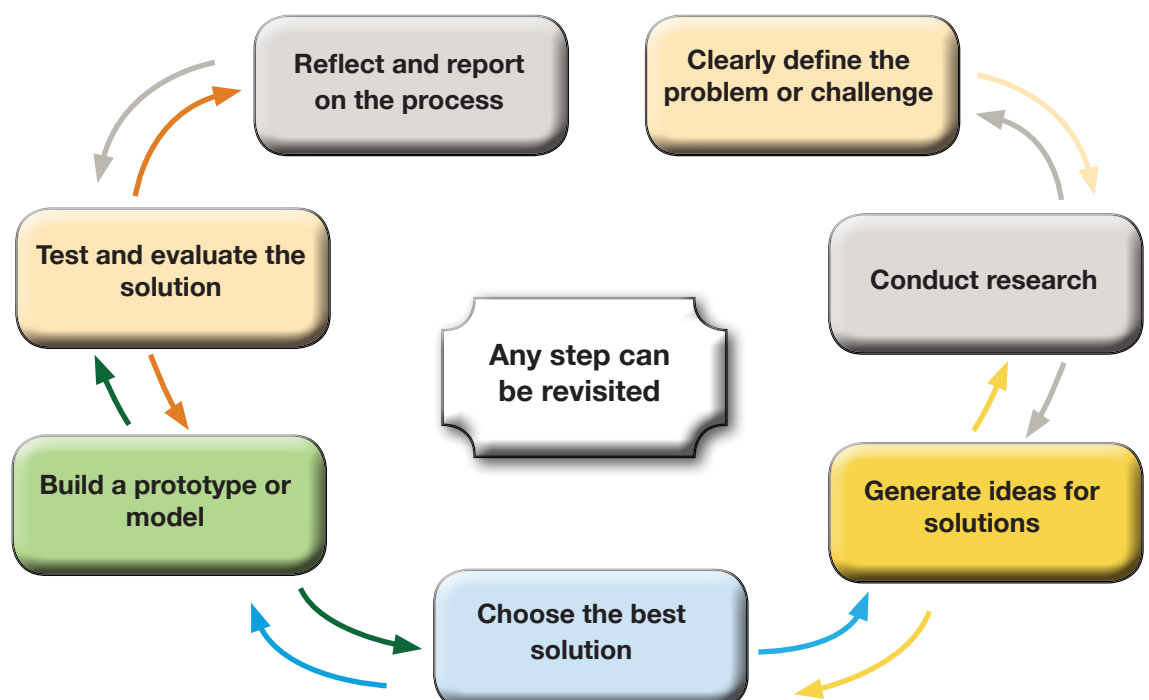 Clearly define the
problem or challenge
Conduct research
Generate ideas for
solutions
Choose the best
solution
Build a prototype or
model
Test and evaluate the
solution
Reflect and report
on the process
Any step can
be revisited